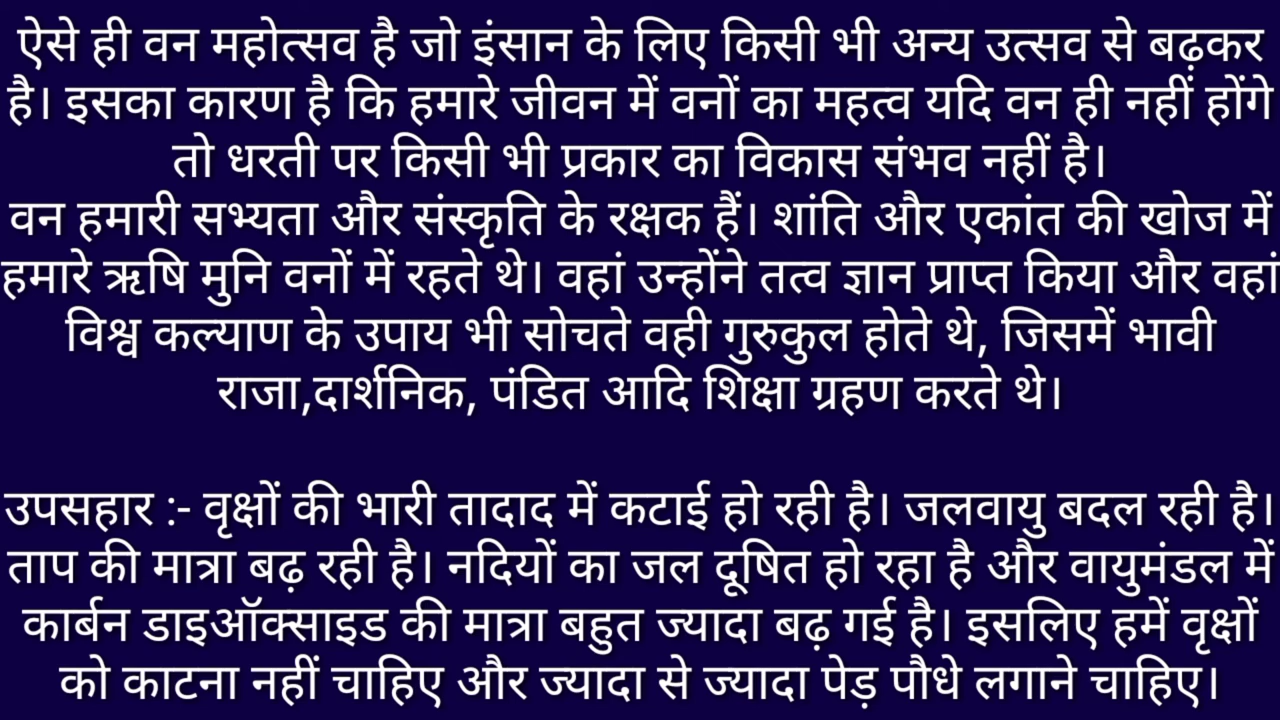 ऐसे ही वन महोत्सव है जो इंसान के लिए किसी भी अन्य उत्सव से बढ़कर
है। इसका कारण है कि हमारे जीवन में वनों का महत्व यदि वन ही नहीं होंगे
तो धरती पर किसी भी प्रकार का विकास संभव नहीं है।
वन हमारी सभ्यता और संस्कृति के रक्षक हैं। शांति और एकांत की खोज में
हमारे ऋषि मुनि वनों में रहते थे। वहां उन्होंने तत्व ज्ञान प्राप्त किया और वहां
विश्व कल्याण के उपाय भी सोचते वही गुरुकुल होते थे, जिसमें भावी
राजा,दार्शनिक, पंडित आदि शिक्षा ग्रहण करते थे।
उपसहार :- वृक्षों की भारी तादाद में कटाई हो रही है। जलवायु बदल रही है।
ताप की मात्रा बढ़ रही है। नदियों का जल दूषित हो रहा है और वायुमंडल में
कार्बन डाइऑक्साइड की मात्रा बहुत ज्यादा बढ़ गई है। इसलिए हमें वृक्षों
को काटना नहीं चाहिए और ज्यादा से ज्यादा पेड़ पौधे लगाने चाहिए।